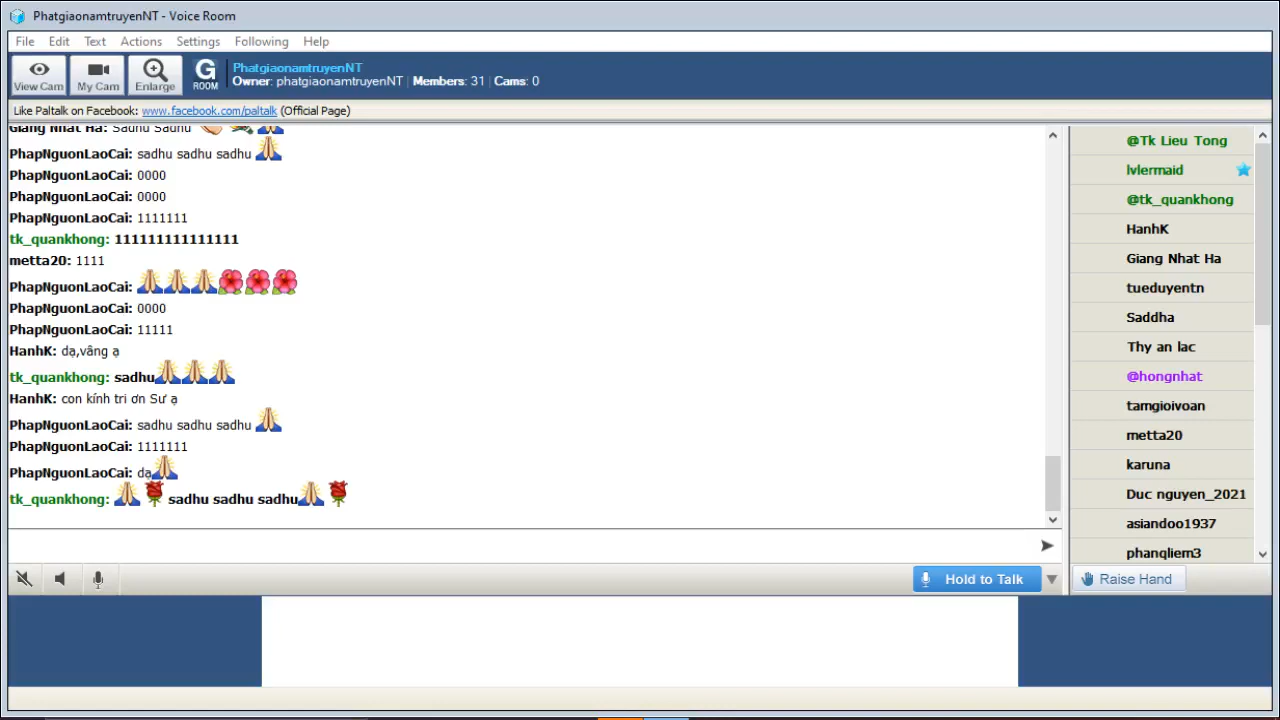 PhatgiaonamtruyenNT - Voice Room
File Edit Text Actions Settings Following Help
View Cam My Cam Enlarge G ROOM
PhatgiaonamtruyenNT
Owner: phatgiaonamtruyenNT | Members: 31 | Cams: 0
Like Paltalk on Facebook: www.facebook.com/paltalk (Official Page)
Giang Nhat Ha: Sadhu Sadhu
PhapNguonLaoCai: sadhu sadhu sadhu
PhapNguonLaoCai: 0000
PhapNguonLaoCai: 0000
PhapNguonLaoCai: 1111111
tk_quankhong: 111111111111111
metta20: 1111
PhapNguonLaoCai:
PhapNguonLaoCai: 0000
PhapNguonLaoCai: 11111
HanhK: dạ,vâng ạ
tk_quankhong: sadhu
HanhK: con kính tri ơn Sư ạ
PhapNguonLaoCai: sadhu sadhu sadhu
PhapNguonLaoCai: 1111111
PhapNguonLaoCai: dạ
tk_quankhong: sadhu sadhu sadhu
@Tk Lieu Tong
lvlermaid
@tk_quankhong
HanhK
Giang Nhat Ha
tueduyentn
Saddha
Thy an lac
@hongnhat
tamgioivoan
metta20
karuna
Duc nguyen_2021
asiandoo1937
phanqliem3
Hold to Talk
Raise Hand